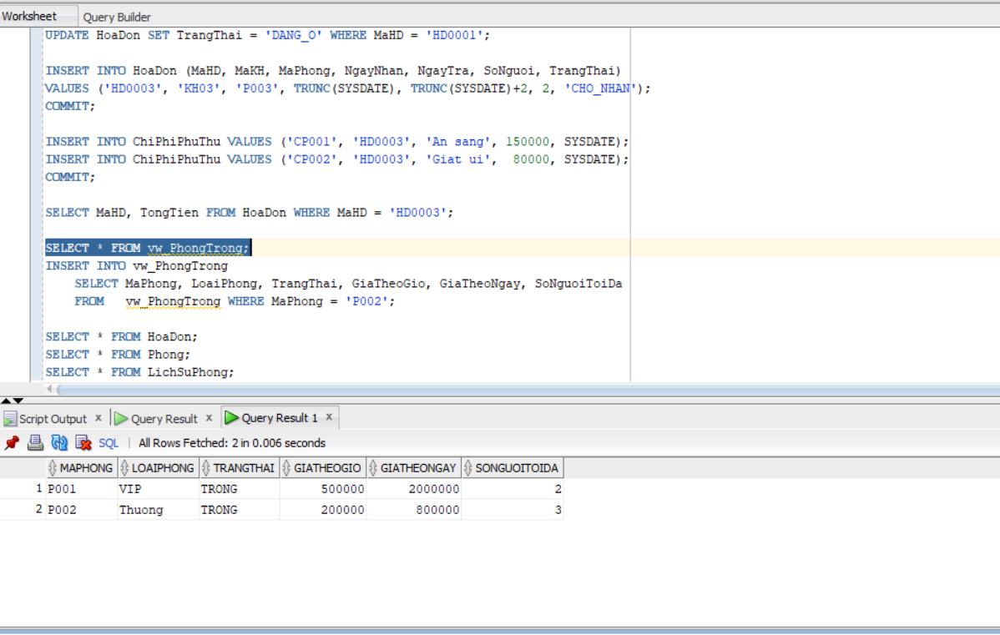 Worksheet Query Builder
UPDATE HoaDon SET TrangThai = 'DANG_O' WHERE MaHD = 'HD0001';
INSERT INTO HoaDon (MaHD, MaKH, MaPhong, NgayNhan, NgayTra, SoNguoi, TrangThai)
VALUES ('HD0003', 'KH03', 'P003', TRUNC(SYSDATE), TRUNC(SYSDATE)+2, 2, 'CHO_NHAN');
COMMIT;
INSERT INTO ChiPhiPhuThu VALUES ('CP001', 'HD0003', 'An sang', 150000, SYSDATE);
INSERT INTO ChiPhiPhuThu VALUES ('CP002', 'HD0003', 'Giat ui', 80000, SYSDATE);
COMMIT;
SELECT MaHD, TongTien FROM HoaDon WHERE MaHD = 'HD0003';
SELECT * FROM vw_PhongTrong;
INSERT INTO vw_PhongTrong
SELECT MaPhong, LoaiPhong, TrangThai, GiaTheoGio, GiaTheoNgay, SoNguoiToiDa
FROM vw_PhongTrong WHERE MaPhong = 'P002';
SELECT * FROM HoaDon;
SELECT * FROM Phong;
SELECT * FROM LichSuPhong;
Script Output x Query Result x Query Result 1 x
SQL | All Rows Fetched: 2 in 0.006 seconds
MAPHONG LOAIPHONG TRANGTHAI GIATHEOGIO GIATHEONGAY SONGUOITOIDA
1 P001 VIP TRONG 500000 2000000 2
2 P002 Thuong TRONG 200000 800000 3